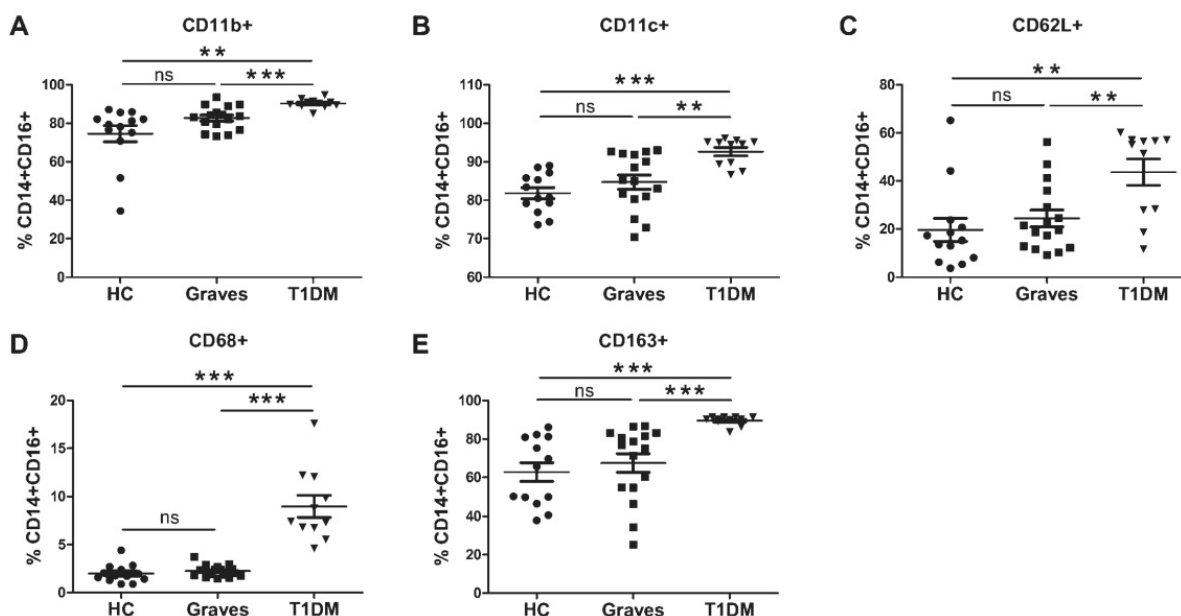 A
CD11b+
**
ns
***
% CD14+CD16+
100
80
60
40
20
0
HC
Graves
T1DM
B
CD11c+
***
ns
**
% CD14+CD16+
110
100
90
80
70
60
HC
Graves
T1DM
C
CD62L+
**
ns
**
% CD14+CD16+
80
60
40
20
0
HC
Graves
T1DM
D
CD68+
***
***
ns
% CD14+CD16+
20
15
10
5
0
HC
Graves
T1DM
E
CD163+
***
ns
***
% CD14+CD16+
100
80
60
40
20
0
HC
Graves
T1DM